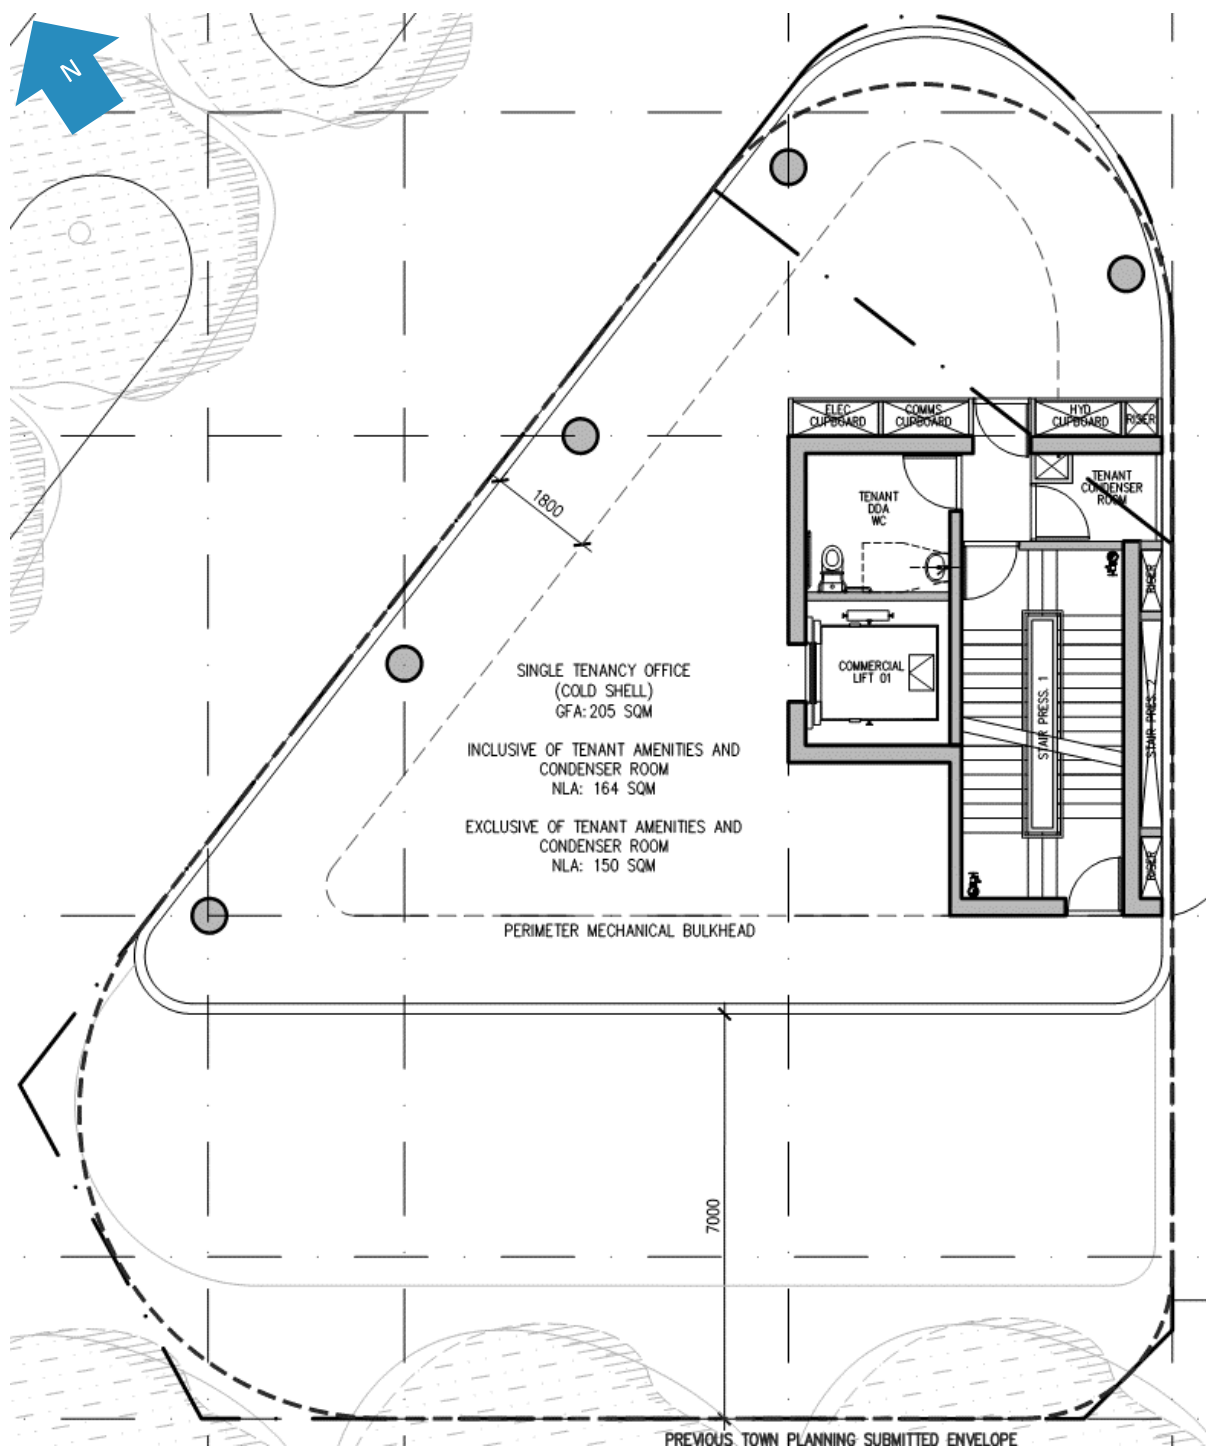 N
ELEC
CUPBOARD
COMMS
CUPBOARD
HYD
CUPBOARD
RISER
TENANT
CONDENSER
ROOM
TENANT
DDA
WC
1800
RISER
COMMERCIAL
LIFT 01
STAIR PRESS. 1
STAIR PRES. 2
RISER
SINGLE TENANCY OFFICE
(COLD SHELL)
GFA: 205 SQM
INCLUSIVE OF TENANT AMENITIES AND
CONDENSER ROOM
NLA: 164 SQM
EXCLUSIVE OF TENANT AMENITIES AND
CONDENSER ROOM
NLA: 150 SQM
PERIMETER MECHANICAL BULKHEAD
7000
PREVIOUS TOWN PLANNING SUBMITTED ENVELOPE